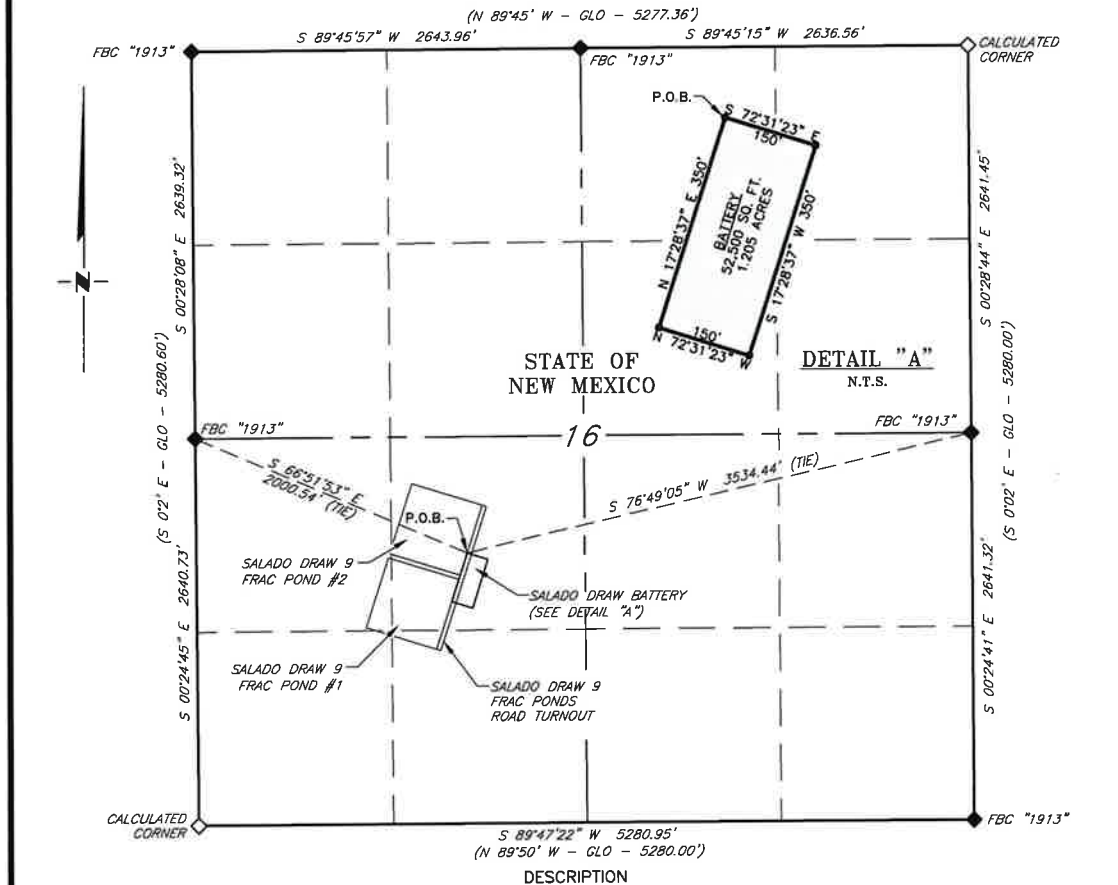 (N 89°45' W - GLO - 5277.36')
S 89°45'57" W 2643.96'
S 89°45'15" W 2636.56'
FBC "1913"
FBC "1913"
CALCULATED
CORNER
P.O.B.
S 72°31'23" E
150'
N 17°28'37" E 350'
BATTERY
52,500 SQ. FT.
1.205 ACRES
S 17°28'37" W 350'
150'
N 72°31'23" W
S 00°28'08" E 2639.32'
S 00°28'44" E 2641.45'
N
(S 0°2' E - GLO - 5280.60')
(S 0°02' E - GLO - 5280.00')
STATE OF
NEW MEXICO
DETAIL "A"
N.T.S.
FBC "1913"
16
FBC "1913"
S 66°51'53" E
2000.54' (TIE)
S 76°49'05" W 3534.44' (TIE)
P.O.B.
SALADO DRAW 9
FRAC POND #2
SALADO DRAW BATTERY
(SEE DETAIL "A")
S 00°24'45" E 2640.73'
S 00°24'41" E 2641.32'
SALADO DRAW 9
FRAC POND #1
SALADO DRAW 9
FRAC PONDS
ROAD TURNOUT
CALCULATED
CORNER
FBC "1913"
S 89°47'22" W 5280.95'
(N 89°50' W - GLO - 5280.00')
DESCRIPTION